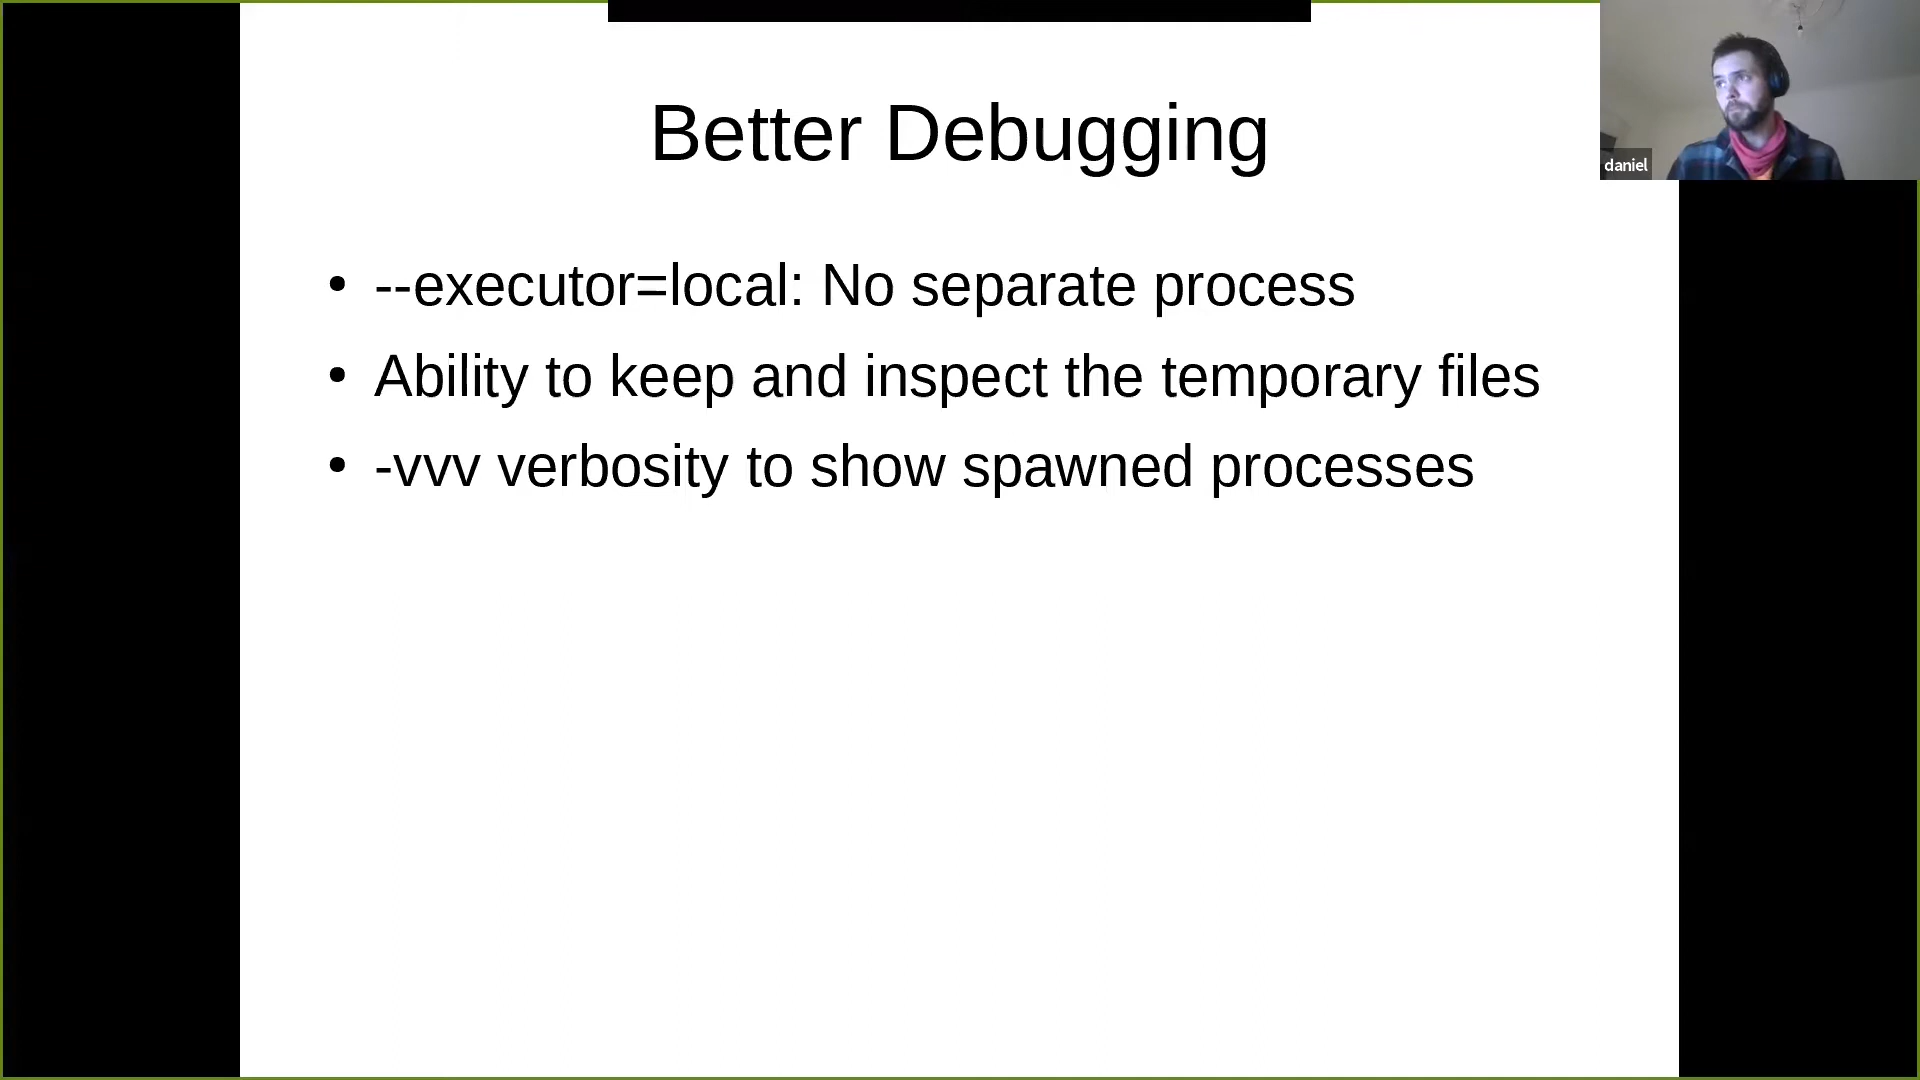 Better Debugging
daniel
• --executor=local: No separate process
• Ability to keep and inspect the temporary files
• -vvv verbosity to show spawned processes